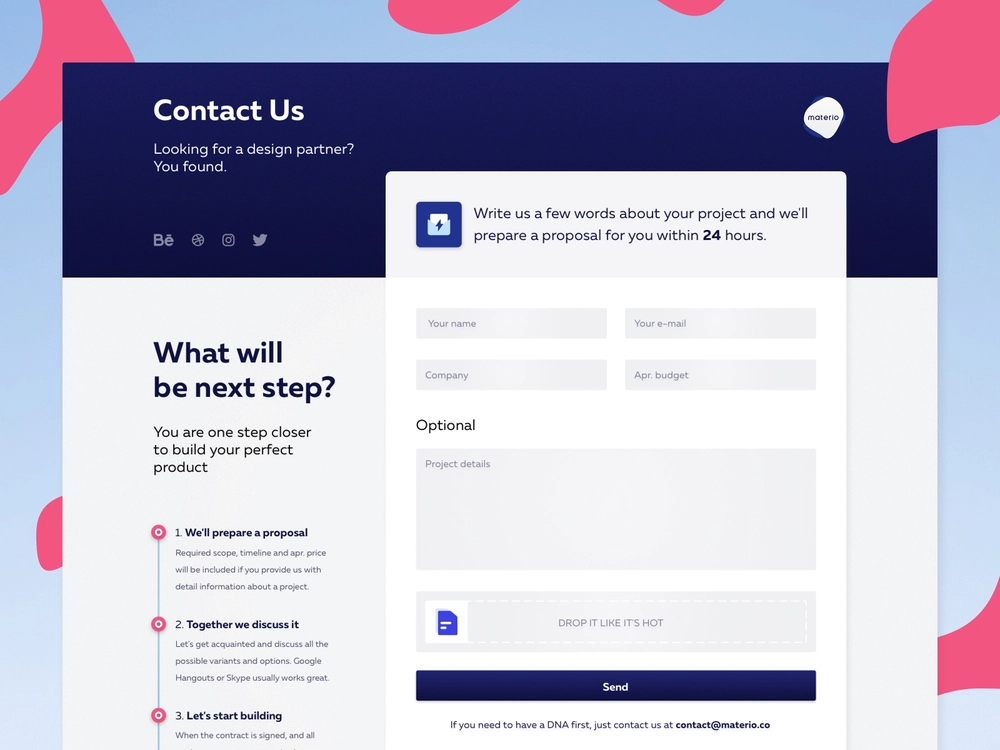 Contact Us
Looking for a design partner?
You found.
materio
Bē
Write us a few words about your project and we'll
prepare a proposal for you within 24 hours.
What will
be next step?
You are one step closer
to build your perfect
product
1. We'll prepare a proposal
Required scope, timeline and apr. price
will be included if you provide us with
detail information about a project.
2. Together we discuss it
Let's get acquainted and discuss all the
possible variants and options. Google
Hangouts or Skype usually works great.
3. Let's start building
When the contract is signed, and all
Your name
Your e-mail
Company
Apr. budget
Optional
Project details
DROP IT LIKE IT'S HOT
Send
If you need to have a DNA first, just contact us at contact@materio.co